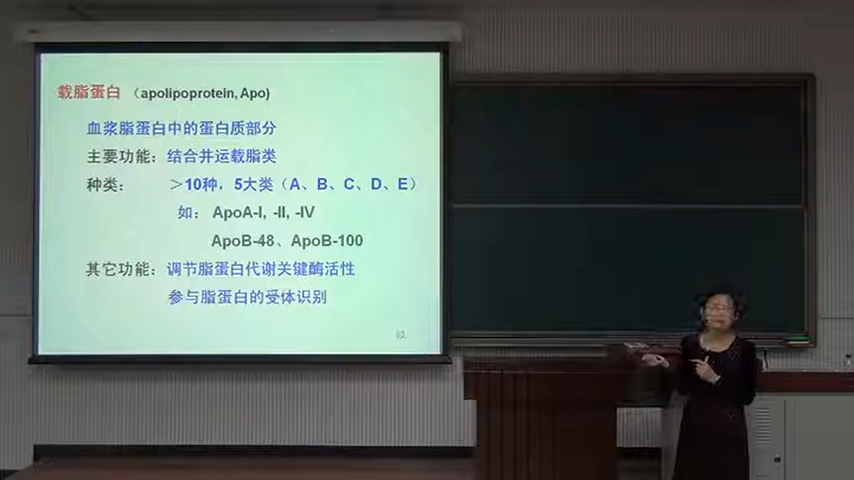 载脂蛋白 （apolipoprotein, Apo)
血浆脂蛋白中的蛋白质部分
主要功能：结合并运载脂类
种类： ＞10种，5大类（A、B、C、D、E）
如： ApoA-I, -II, -IV
ApoB-48、ApoB-100
其它功能：调节脂蛋白代谢关键酶活性
参与脂蛋白的受体识别